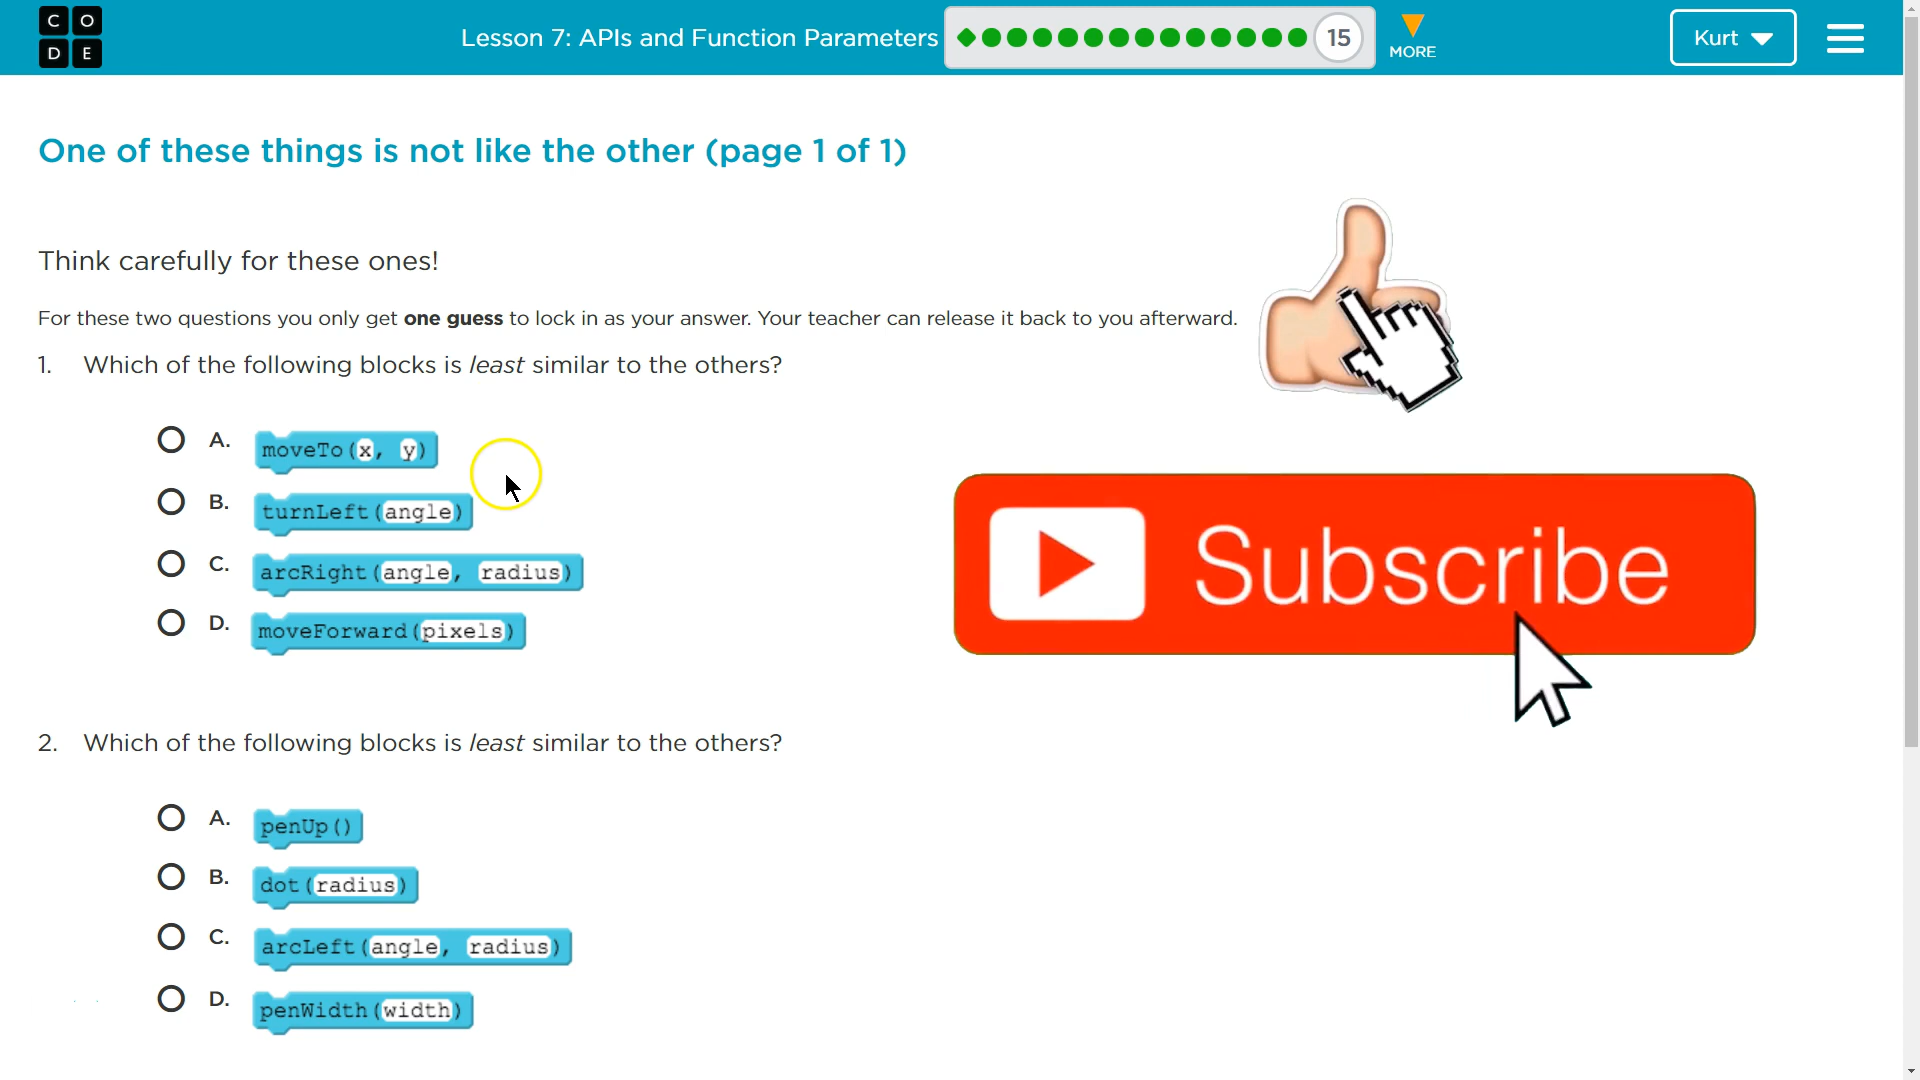 C O
D E
Lesson 7: APIs and Function Parameters
15
MORE
Kurt
One of these things is not like the other (page 1 of 1)
Think carefully for these ones!
For these two questions you only get one guess to lock in as your answer. Your teacher can release it back to you afterward.
1. Which of the following blocks is least similar to the others?
A. moveTo(x, y)
B. turnLeft(angle)
C. arcRight(angle, radius)
D. moveForward(pixels)
Subscribe
2. Which of the following blocks is least similar to the others?
A. penUp()
B. dot(radius)
C. arcLeft(angle, radius)
D. penWidth(width)